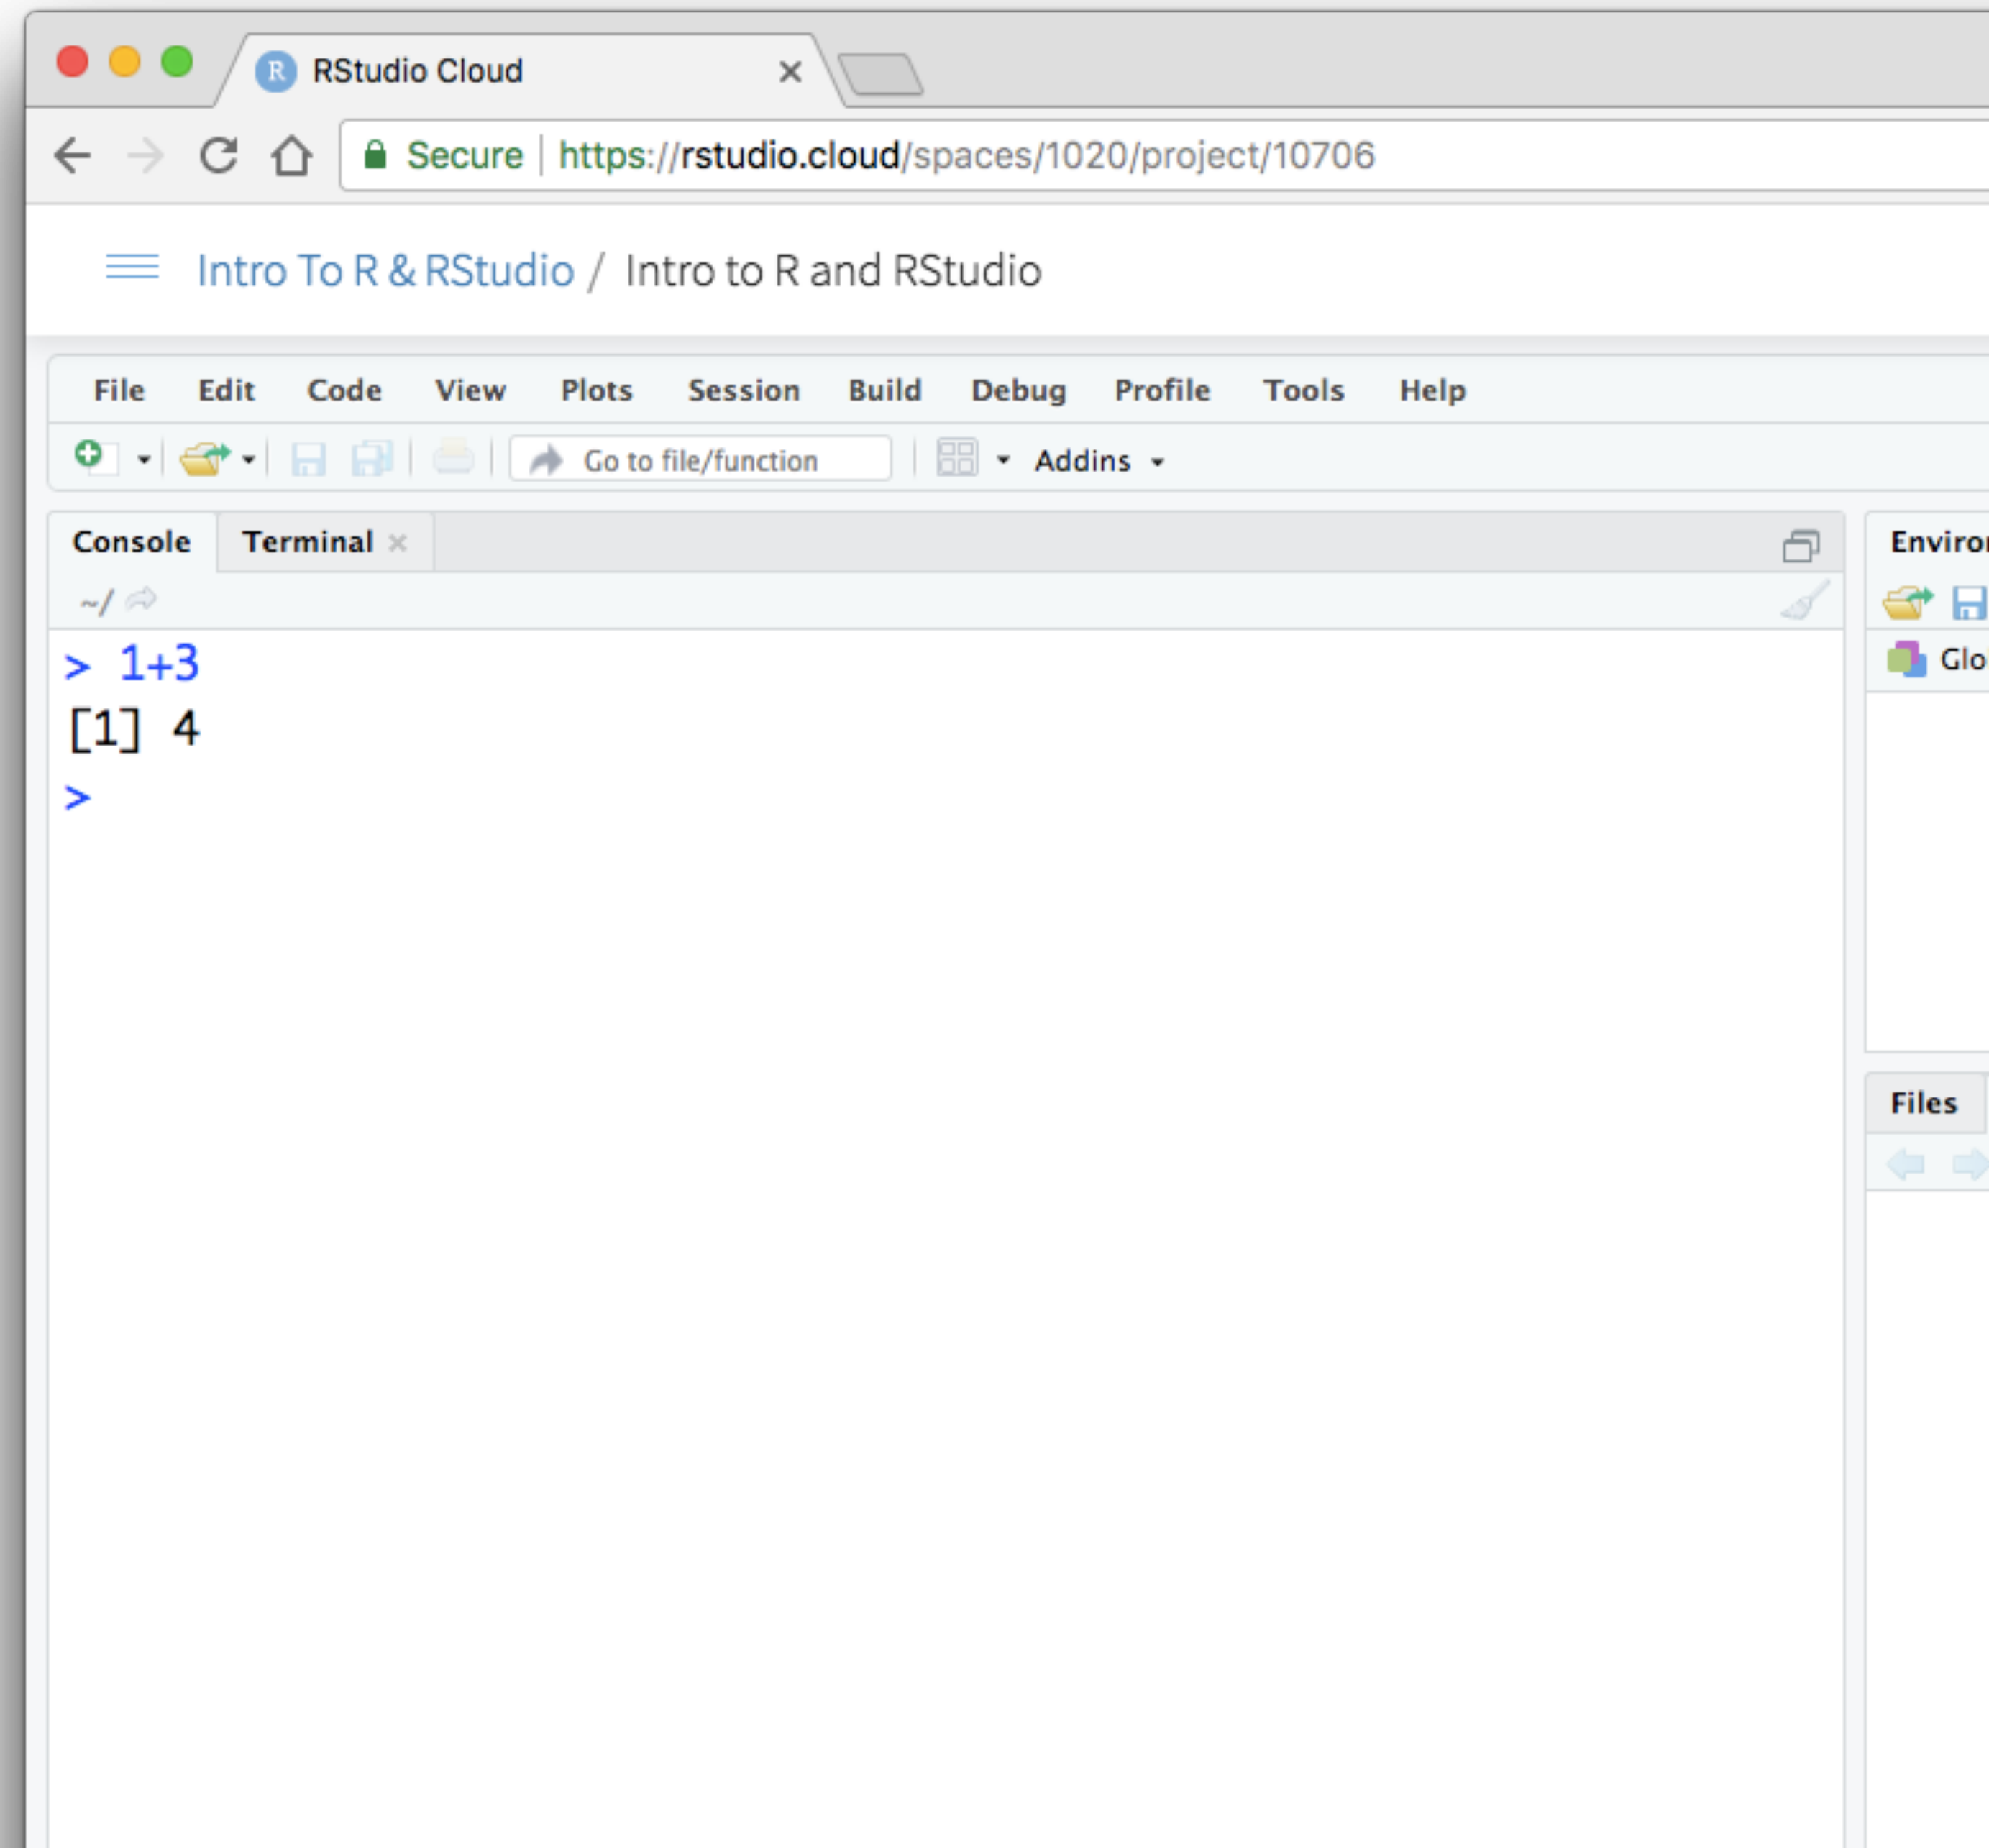 RStudio Cloud
Secure | https://rstudio.cloud/spaces/1020/project/10706
Intro To R & RStudio / Intro to R and RStudio
File Edit Code View Plots Session Build Debug Profile Tools Help
Go to file/function Addins
Console Terminal
~/
> 1+3
[1] 4
>
Enviro
Glo
Files